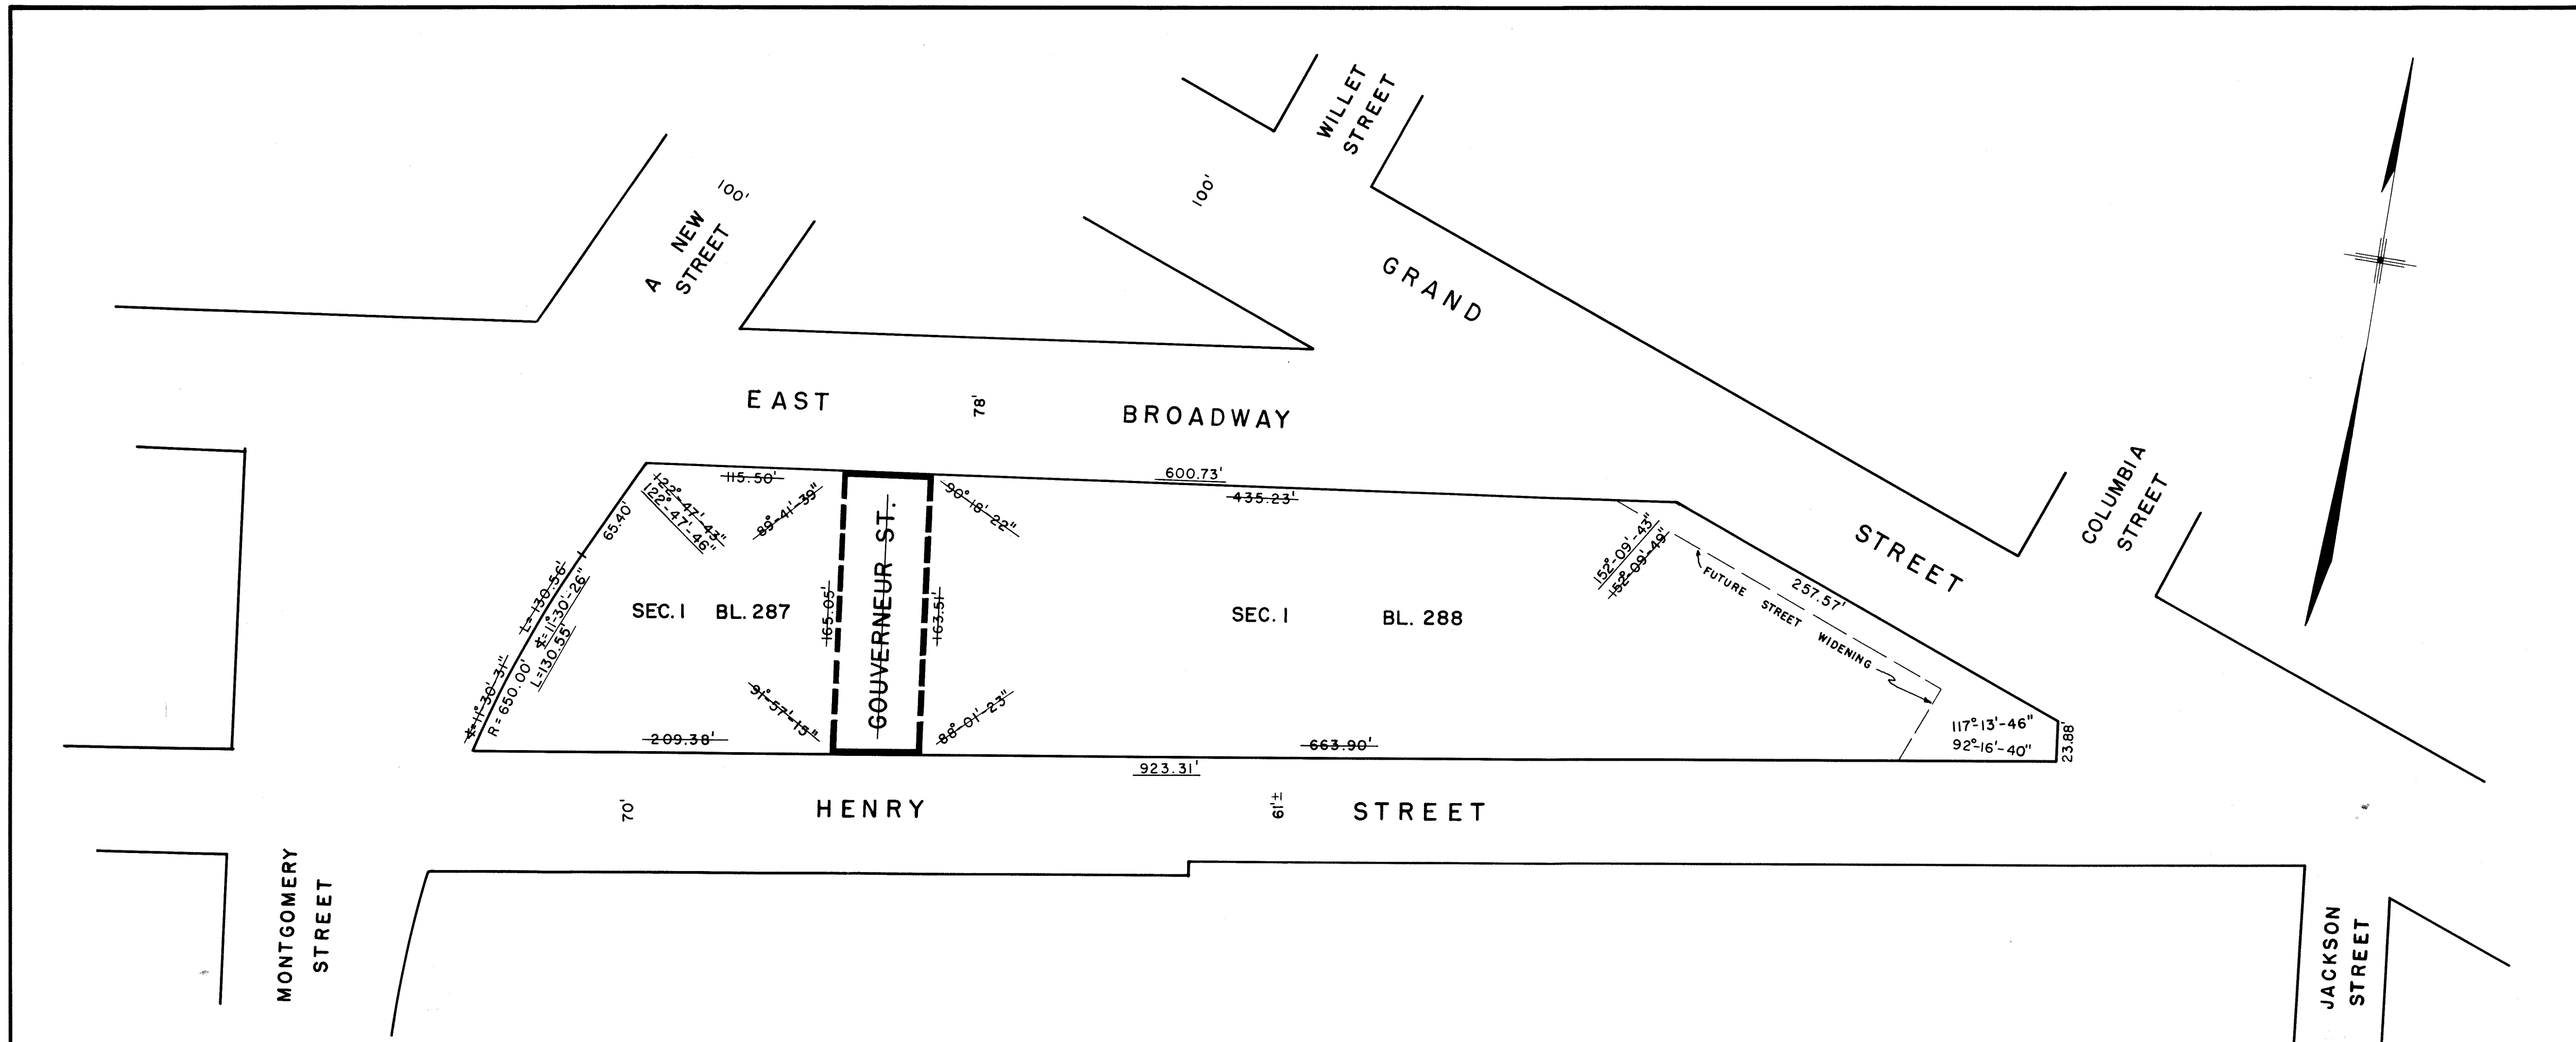 WILLET
STREET
100'
A NEW
STREET
100'
GRAND
STREET
EAST BROADWAY
78'
COLUMBIA
STREET
115.50'
600.73'
435.23'
122°-47'-43"
122°-47'-46"
89°-41'-39"
90°-18'-22"
65.40'
GOUVERNEUR ST.
152°-09'-43"
152°-09'-49"
FUTURE STREET WIDENING
257.57'
L=130.56'
∡=11°-30'-26"
L=130.55'
SEC. 1 BL. 287
165.05'
163.51'
SEC. 1 BL. 288
∡=11°-30'-31"
R=650.00'
91°-57'-15"
88°-01'-23"
209.38'
663.90'
117°-13'-46"
92°-16'-40"
23.88'
923.31'
70'
HENRY STREET
61'±
MONTGOMERY
STREET
JACKSON
STREET